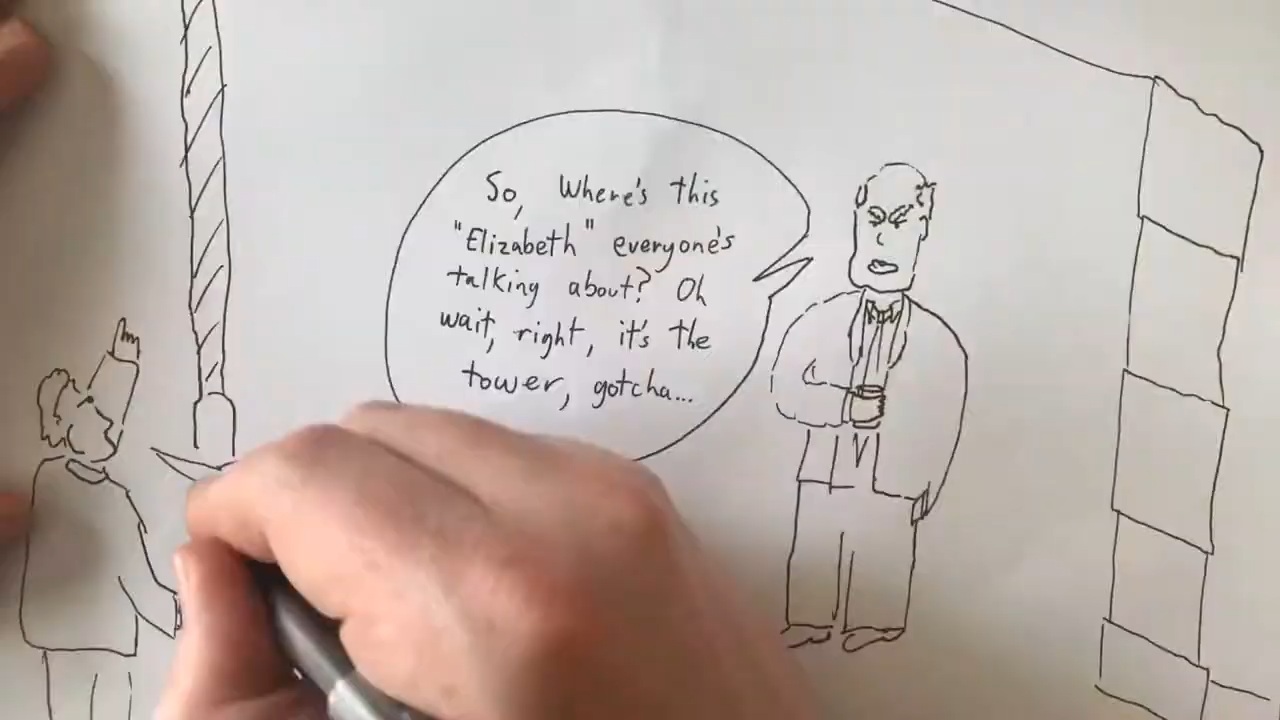 So, Where's this
"Elizabeth" everyone's
talking about? Oh
wait, right, it's the
tower, gotcha...